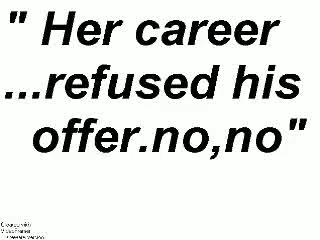 " Her career
...refused his
offer.no,no"